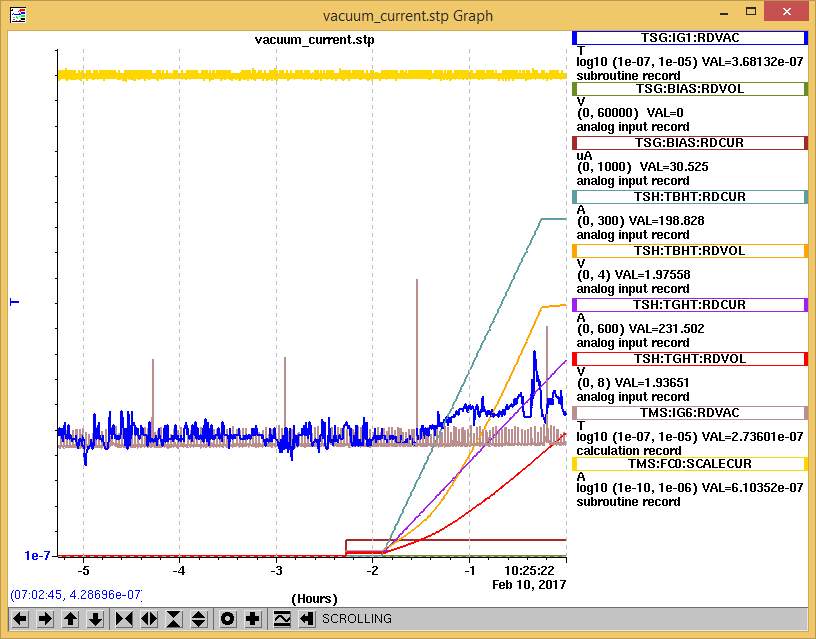 vacuum_current.stp Graph
vacuum_current.stp
T
1e-7
-5
-4
-3
-2
-1
10:25:22
Feb 10, 2017
(Hours)
(07:02:45, 4.28696e-07)
TSG:IG1:RDVAC
T
log10 (1e-07, 1e-05) VAL=3.68132e-07
subroutine record
TSG:BIAS:RDVOL
V
(0, 60000) VAL=0
analog input record
TSG:BIAS:RDCUR
uA
(0, 1000) VAL=30.525
analog input record
TSH:TBHT:RDCUR
A
(0, 300) VAL=198.828
analog input record
TSH:TBHT:RDVOL
V
(0, 4) VAL=1.97558
analog input record
TSH:TGHT:RDCUR
A
(0, 600) VAL=231.502
analog input record
TSH:TGHT:RDVOL
V
(0, 8) VAL=1.93651
analog input record
TMS:IG6:RDVAC
T
log10 (1e-07, 1e-05) VAL=2.73601e-07
calculation record
TMS:FC0:SCALECUR
A
log10 (1e-10, 1e-06) VAL=6.10352e-07
subroutine record
SCROLLING